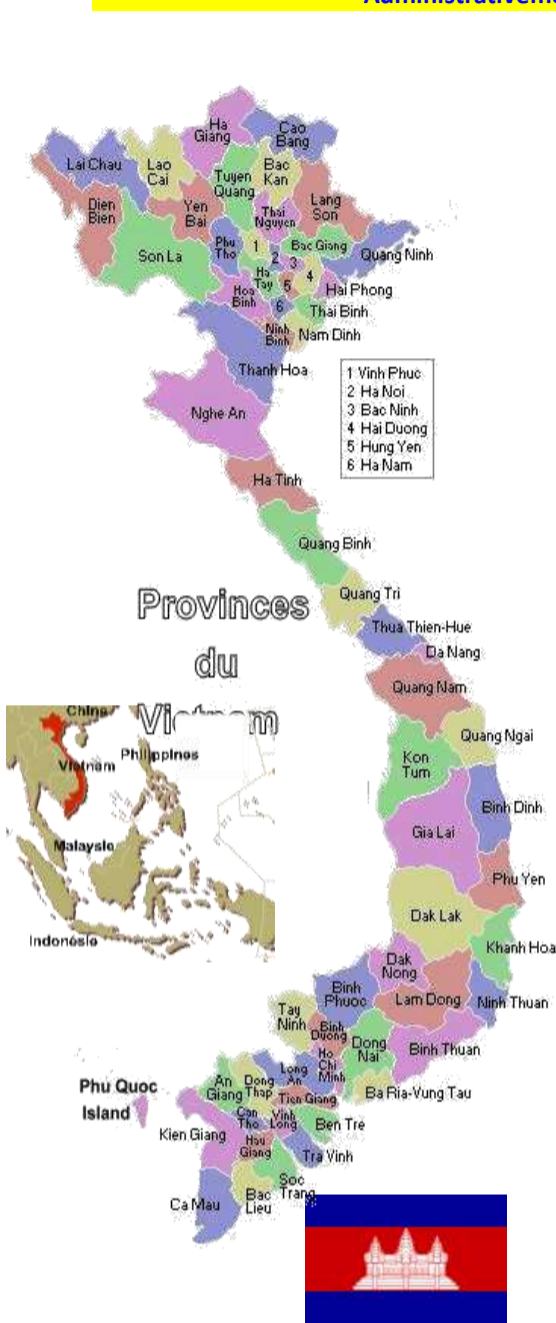 Ha
Giang
Cao
Bang
Lai Chau
Lao
Cai
Tuyen
Quang
Bac
Kan
Dien
Bien
Yen
Bai
Thai
Nguyen
Lang
Son
Son La
Phu
Tho
1
2
3
Bac Giang
Quang Ninh
Ha
Tay
4
5
Hoa
Binh
6
Hai Phong
Thai Binh
Ninh
Binh
Nam Dinh
Thanh Hoa
1 Vinh Phuc
2 Ha Noi
3 Bac Ninh
4 Hai Duong
5 Hung Yen
6 Ha Nam
Nghe An
Ha Tinh
Quang Binh
Provinces
du
Vietnam
Quang Tri
Thua Thien-Hue
Da Nang
Quang Nam
Quang Ngai
Kon
Tum
Binh Dinh
Gia Lai
Phu Yen
Dak Lak
Khanh Hoa
China
Vietnam
Philippines
Malaysie
Indonésie
Dak
Nong
Binh
Phuoc
Lam Dong
Ninh Thuan
Tay
Ninh
Binh
Duong
Dong
Nai
Binh Thuan
Ho
Chi
Minh
Long
An
Ba Ria-Vung Tau
Phu Quoc
Island
An
Giang
Dong
Thap
Tien Giang
Can
Tho
Vinh
Long
Ben Tre
Kien Giang
Hau
Giang
Tra Vinh
Soc
Trang
Ca Mau
Bac
Lieu